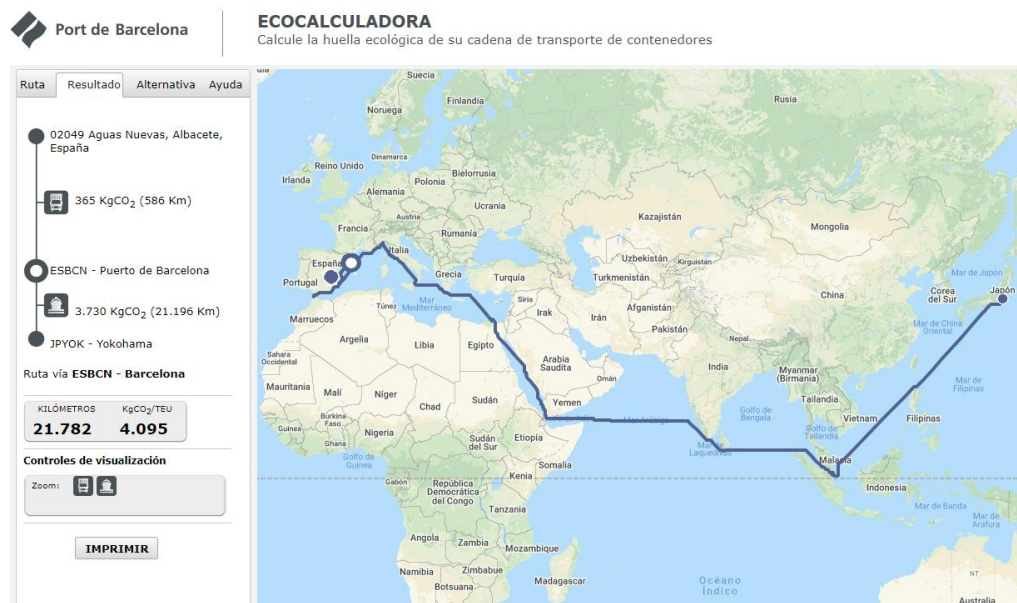 Port de Barcelona
ECOCALCULADORA
Calcule la huella ecológica de su cadena de transporte de contenedores
Ruta Resultado Alternativa Ayuda
02049 Aguas Nuevas, Albacete,
España
365 KgCO2 (586 Km)
ESBCN - Puerto de Barcelona
3.730 KgCO2 (21.196 Km)
JPYOK - Yokohama
Ruta vía ESBCN - Barcelona
KILÓMETROS KgCO2/TEU
21.782 4.095
Controles de visualización
Zoom:
IMPRIMIR
Suecia
Finlandia
Noruega
Rusia
Dinamarca
Reino Unido
Irlanda
Bielorrusia
Polonia
Alemania
Ucrania
Austria
Kazajistán
Francia
Rumanía
Mongolia
Italia
Uzbekistán
Kirguistán
España
Portugal
Grecia
Turquía
Turkmenistán
Mar de Japón
Corea
del Sur
Japón
China
Túnez
Mar
Mediterráneo
Siria
Irak
Irán
Afganistán
Marruecos
Pakistán
Mar de China
Oriental
Nepal
Argelia
Libia
Egipto
Sahara
Occidental
Arabia
Saudita
Omán
India
Myanmar
(Birmania)
Mauritania
Malí
Níger
Chad
Sudán
Yemen
Tailandia
Mar de
Filipinas
Burkina
Faso
Guinea
Golfo de
Bengala
Vietnam
Filipinas
Ghana
Nigeria
Sudán
del Sur
Etiopía
Golfo de
Tailandia
Mar de
Laquedivas
Golfo de
Guinea
Somalia
Malasia
Gabón
Kenia
Indonesia
República
Democrática
del Congo
Tanzania
Mar de Banda
Mar de
Arafura
Angola
Zambia
Mozambique
Namibia
Zimbabue
Botsuana
Madagascar
Océano
Índico
NT
Australia